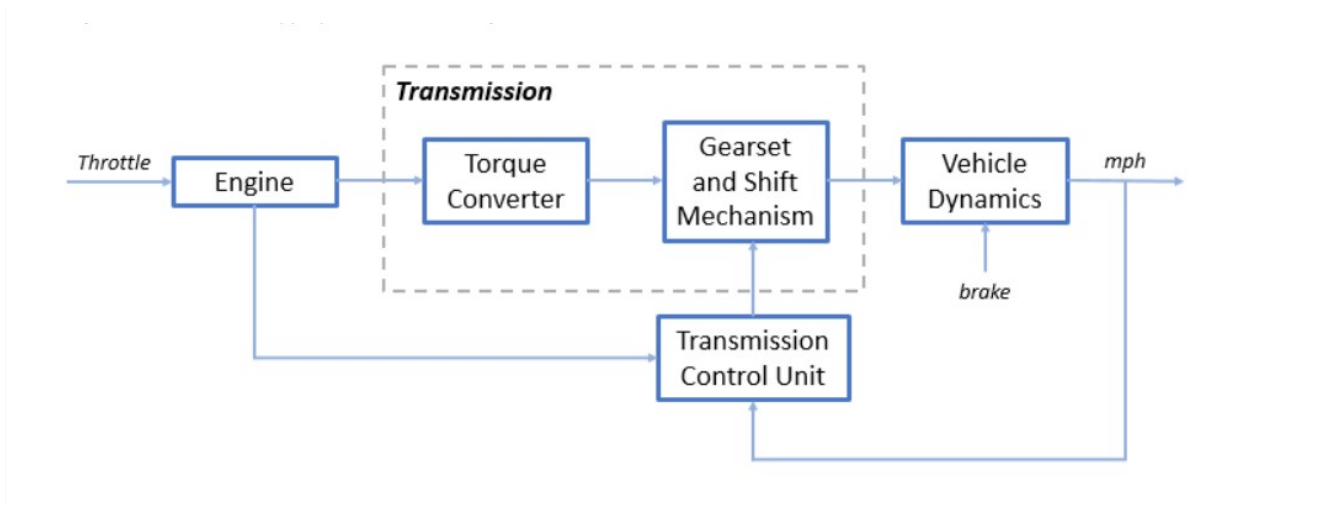 Transmission
Throttle
Engine
Torque
Converter
Gearset
and Shift
Mechanism
Vehicle
Dynamics
mph
brake
Transmission
Control Unit